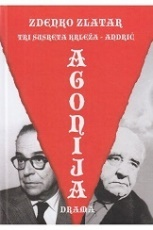 ZDENKO ZLATAR
TRI SUSRETA KRLEŽA - ANDRIĆ
AGONIJA
DRAMA